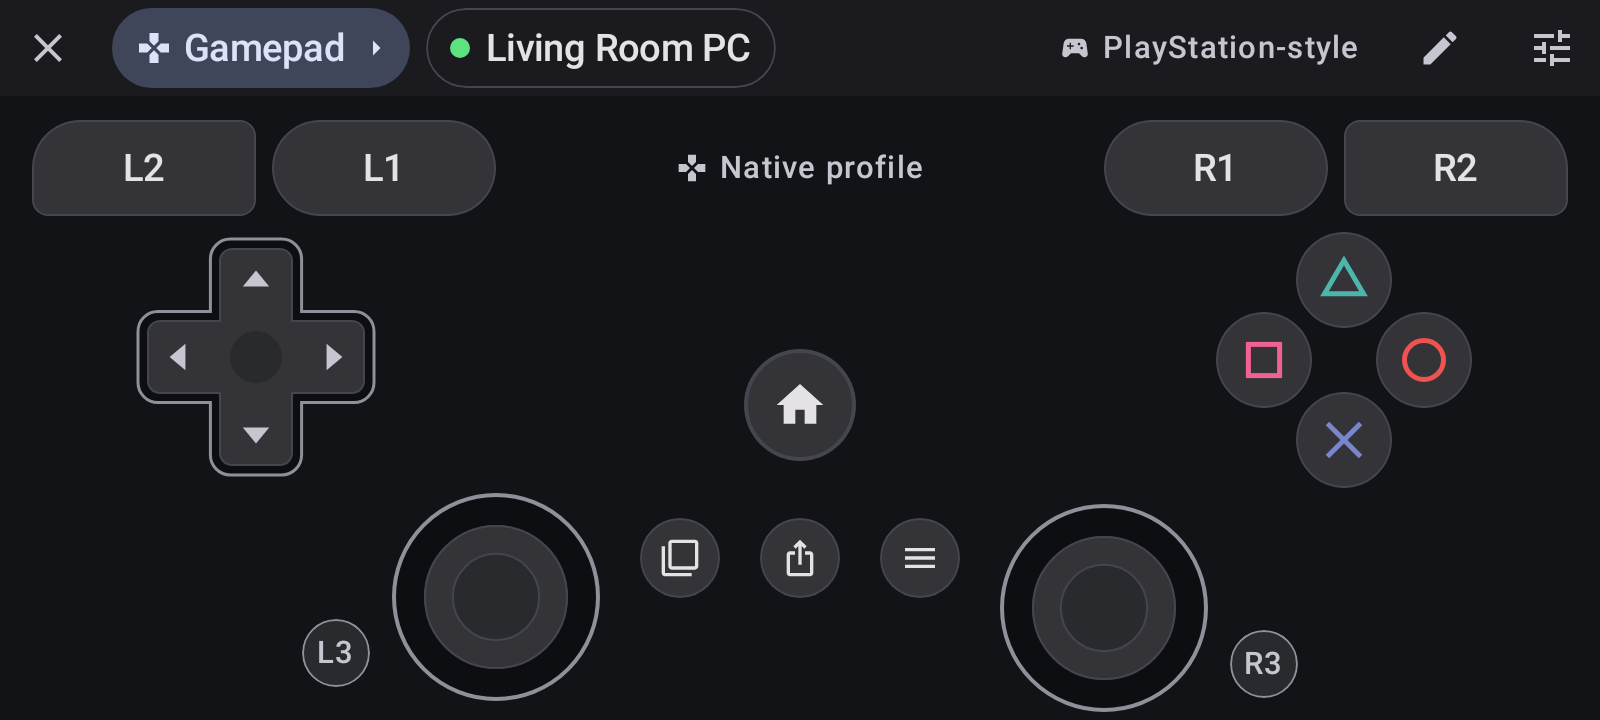 Gamepad
Living Room PC
PlayStation-style
L2
L1
Native profile
R1
R2
L3
R3